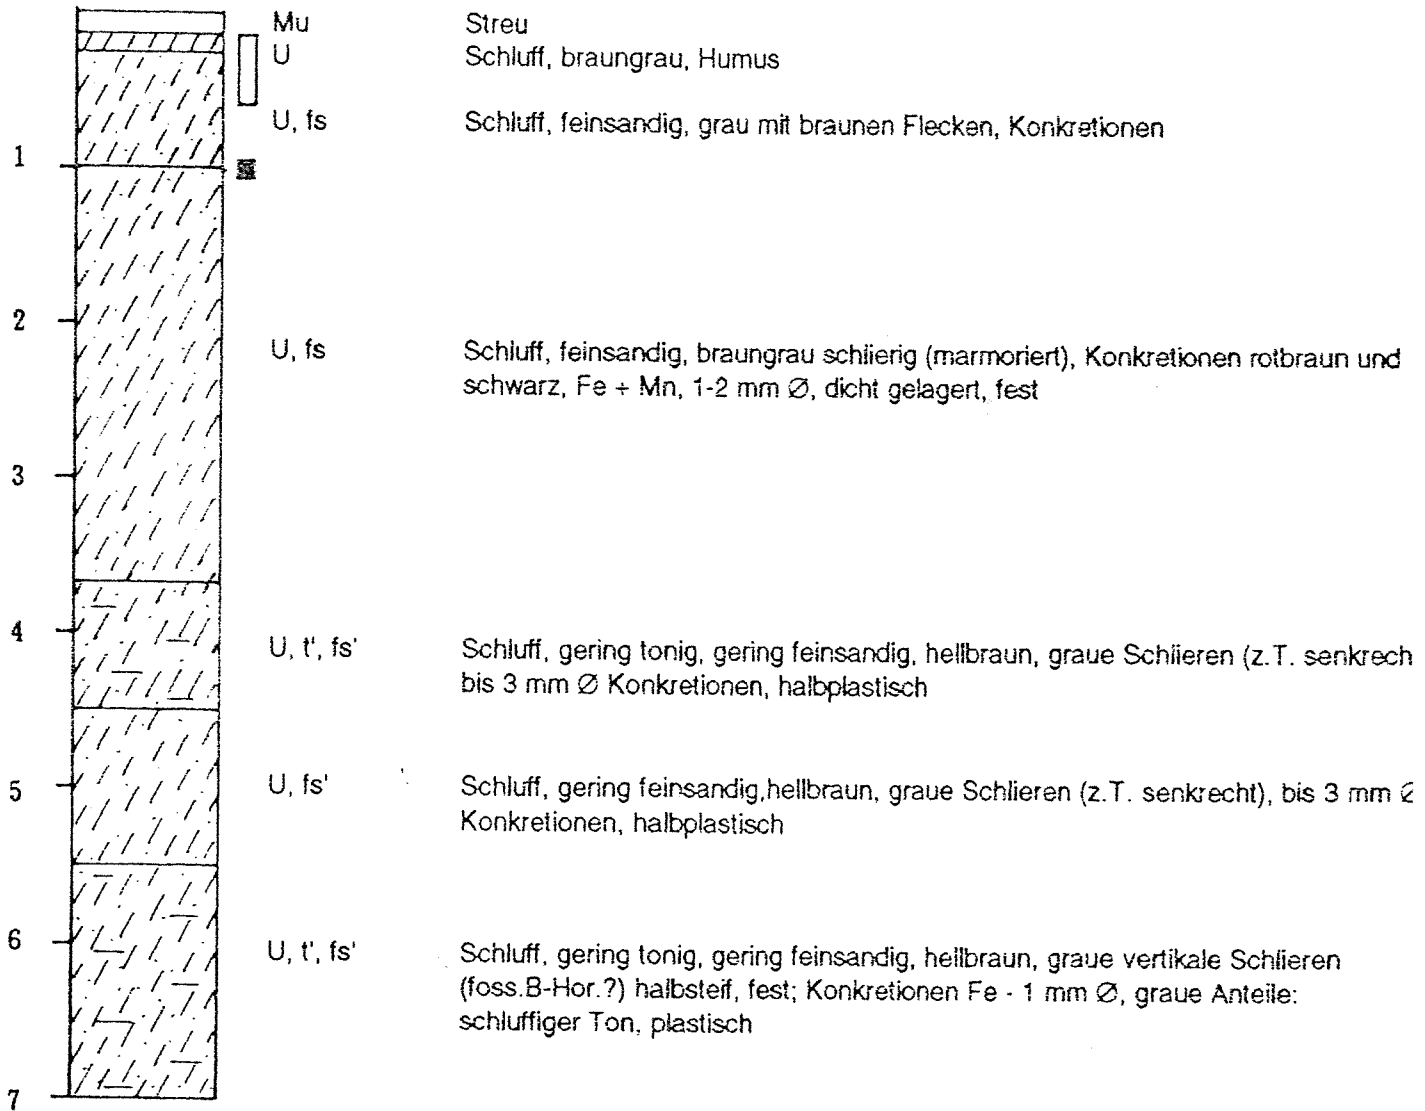 Mu Streu
U Schluff, braungrau, Humus
U, fs Schluff, feinsandig, grau mit braunen Flecken, Konkretionen
1
2
U, fs Schluff, feinsandig, braungrau schlierig (marmoriert), Konkretionen rotbraun und
schwarz, Fe + Mn, 1-2 mm Ø, dicht gelagert, fest
3
4
U, t', fs' Schluff, gering tonig, gering feinsandig, hellbraun, graue Schlieren (z.T. senkrech
bis 3 mm Ø Konkretionen, halbplastisch
5
U, fs' Schluff, gering feinsandig,hellbraun, graue Schlieren (z.T. senkrecht), bis 3 mm Ø
Konkretionen, halbplastisch
6
U, t', fs' Schluff, gering tonig, gering feinsandig, hellbraun, graue vertikale Schlieren
(foss.B-Hor.?) halbsteif, fest; Konkretionen Fe - 1 mm Ø, graue Anteile:
schluffiger Ton, plastisch
7